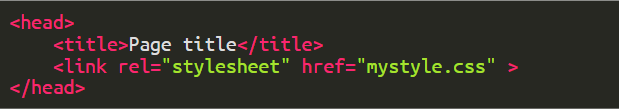 <head>
    <title>Page title</title>
    <link rel="stylesheet" href="mystyle.css" >
</head>